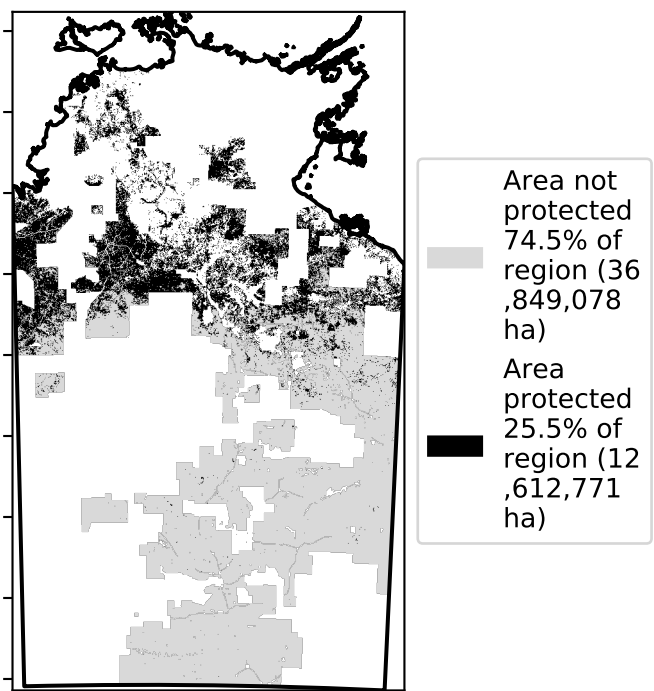 Area not
protected
74.5% of
region (36
,849,078
ha)
Area
protected
25.5% of
region (12
,612,771
ha)